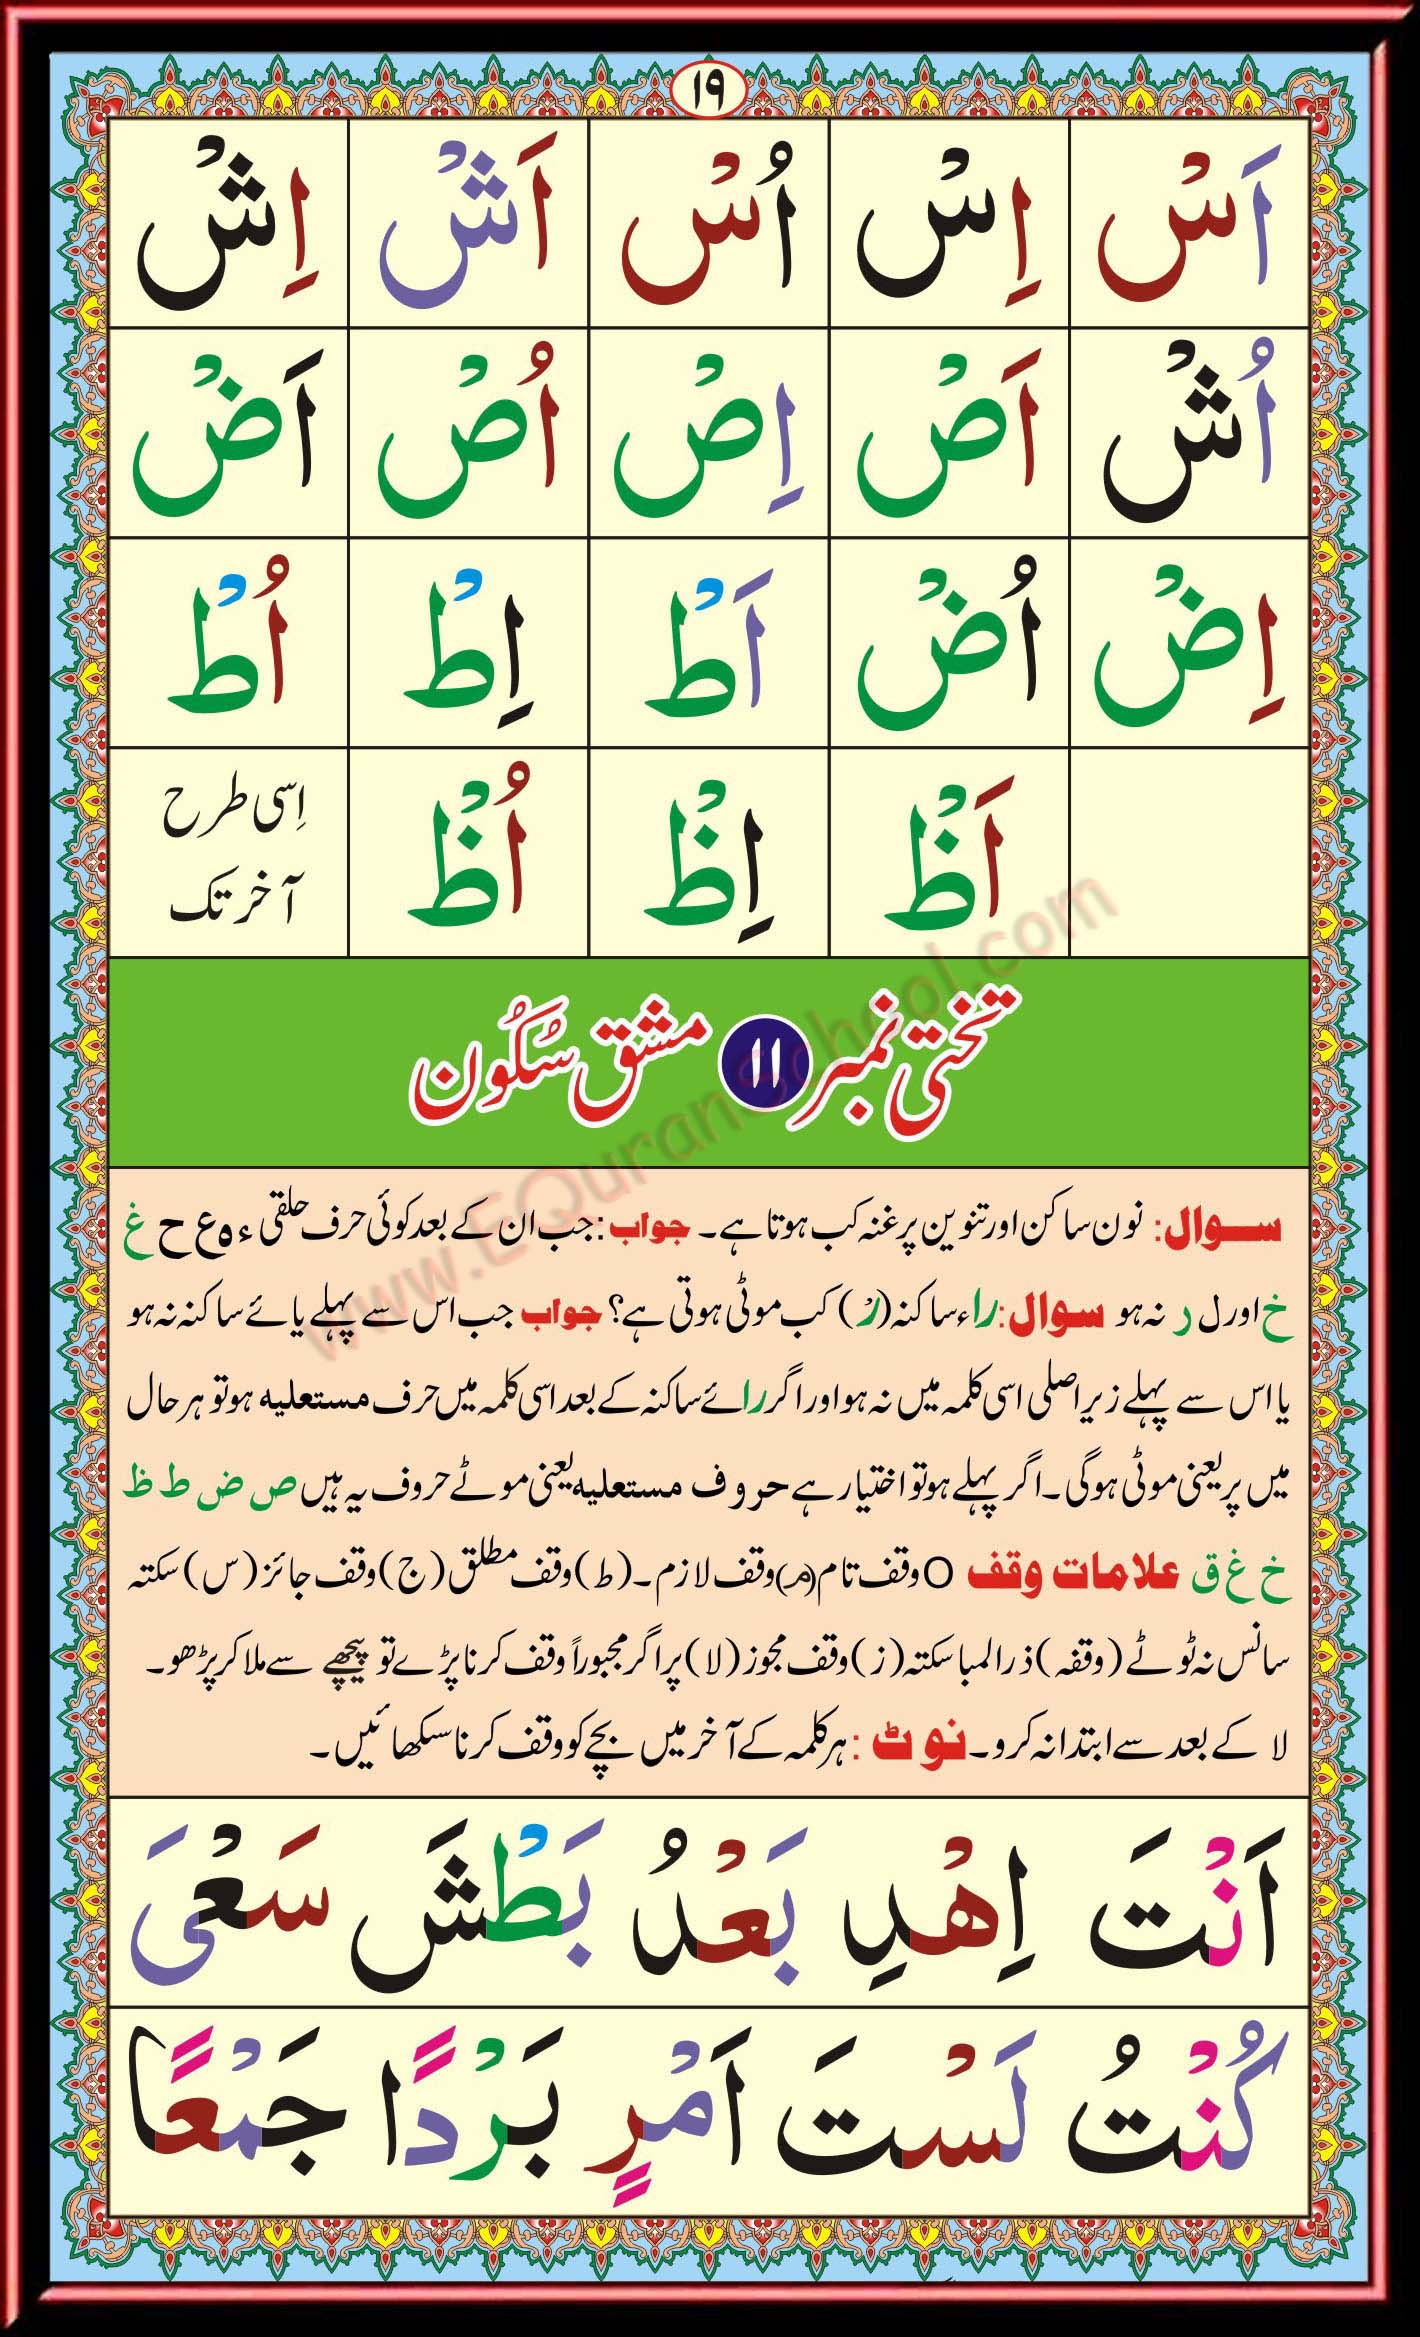 ۱۹
اَسْ اِسْ اُسْ اَشْ اِشْ
اُشْ اَصْ اِصْ اُصْ اَضْ
اِضْ اُضْ اَطْ اِطْ اُطْ
اَظْ اِظْ اُظْ اِسی طرح آخر تک
تختی نمبر ۱۱ مشق سُکُون
سوال: نون ساکن اور تنوین پر غنہ کب ہوتا ہے۔ جواب: جب ان کے بعد کوئی حرف حلقی ء ہ ع ح غ
خ اور ل ر نہ ہو سوال: راء ساکنہ (رْ) کب موٹی ہوتی ہے؟ جواب جب اس سے پہلے یائے ساکنہ نہ ہو
یا اس سے پہلے زیر اصلی اسی کلمہ میں نہ ہو اور اگر رائے ساکنہ کے بعد اسی کلمہ میں حرف مستعلیہ ہو تو ہر حال
میں پر یعنی موٹی ہوگی۔ اگر پہلے ہو تو اختیار ہے حروف مستعلیہ یعنی موٹے حروف یہ ہیں ص ض ط ظ
خ غ ق علامات وقف O وقف تام (مـ) وقف لازم۔ (ط) وقف مطلق (ج) وقف جائز (س) سکتہ
سانس نہ ٹوٹے (وقفہ) ذرا لمبا سکتہ (ز) وقف مجوز (لا) پر اگر مجبوراً وقف کرنا پڑے تو پیچھے سے ملا کر پڑھو۔
لا کے بعد سے ابتدا نہ کرو۔ نوٹ: ہر کلمہ کے آخر میں بچے کو وقف کرنا سکھائیں۔
اَنْتَ اِهْدِ بَعْدُ بَطْشَ سَعْیَ
کُنْتُ لَسْتَ اَمْرٍ بَرْدًا جَمْعًا
www.EQuranSchool.com